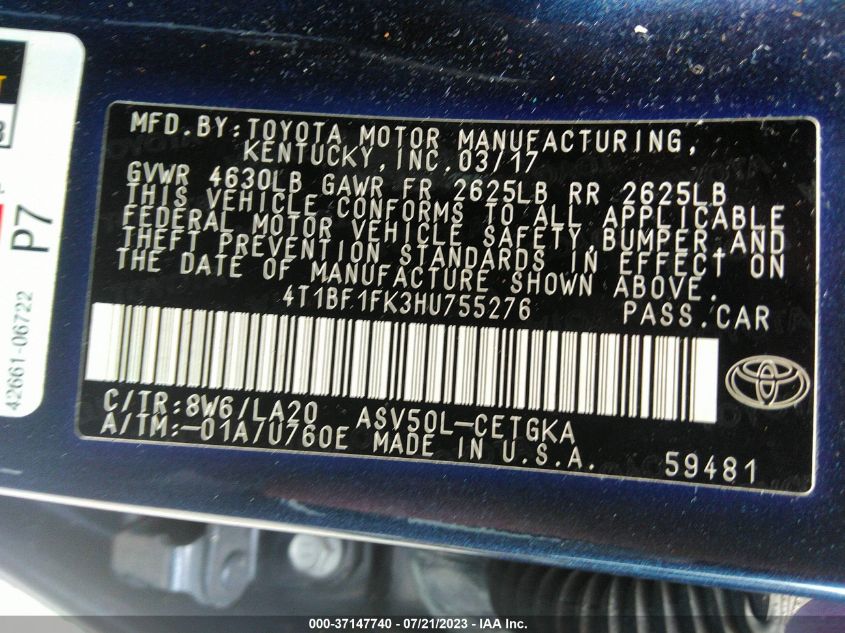 MFD.BY:TOYOTA MOTOR MANUFACTURING,
KENTUCKY,INC.03/17
GVWR 4630LB GAWR FR 2625LB RR 2625LB
THIS VEHICLE CONFORMS TO ALL APPLICABLE
FEDERAL MOTOR VEHICLE SAFETY,BUMPER,AND
THEFT PREVENTION STANDARDS IN EFFECT ON
THE DATE OF MANUFACTURE SHOWN ABOVE.
4T1BF1FK3HU755276 PASS.CAR
C/TR:8W6/LA20 ASV50L-CETGKA
A/TM:-01A/U760E MADE IN U.S.A. 59481
P7
42661-06722
000-37147740 - 07/21/2023 - IAA Inc.